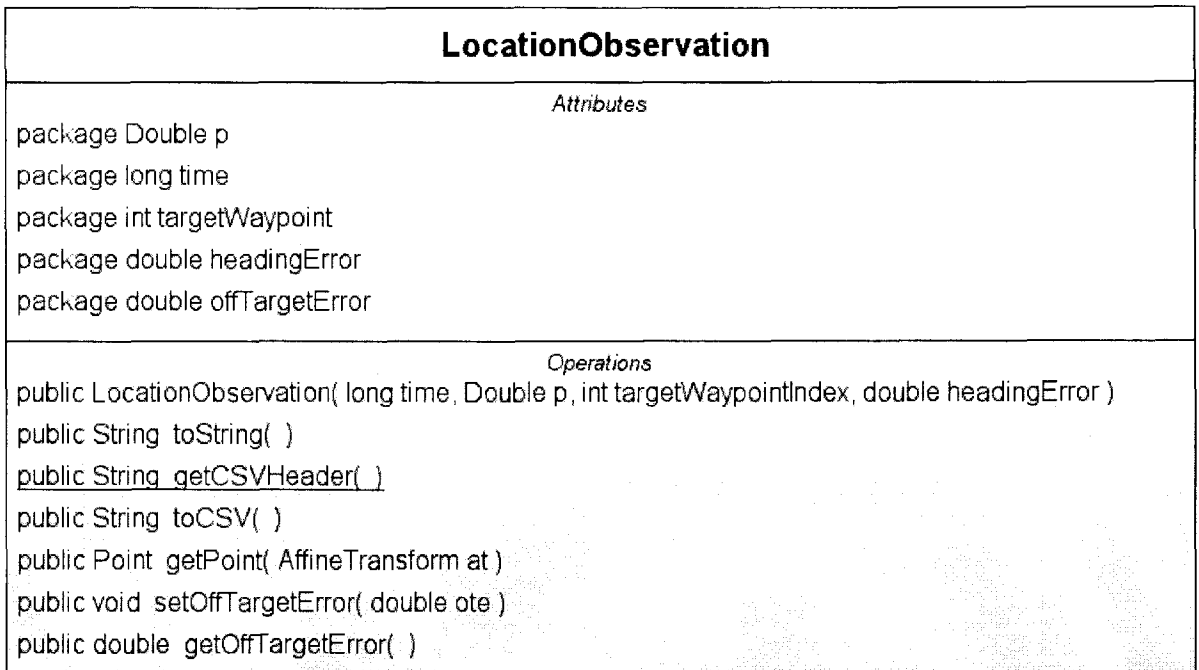 LocationObservation
Attributes
package Double p
package long time
package int targetWaypoint
package double headingError
package double offTargetError
Operations
public LocationObservation( long time, Double p, int targetWaypointIndex, double headingError )
public String toString( )
public String getCSVHeader( )
public String toCSV( )
public Point getPoint( AffineTransform at )
public void setOffTargetError( double ote )
public double getOffTargetError( )